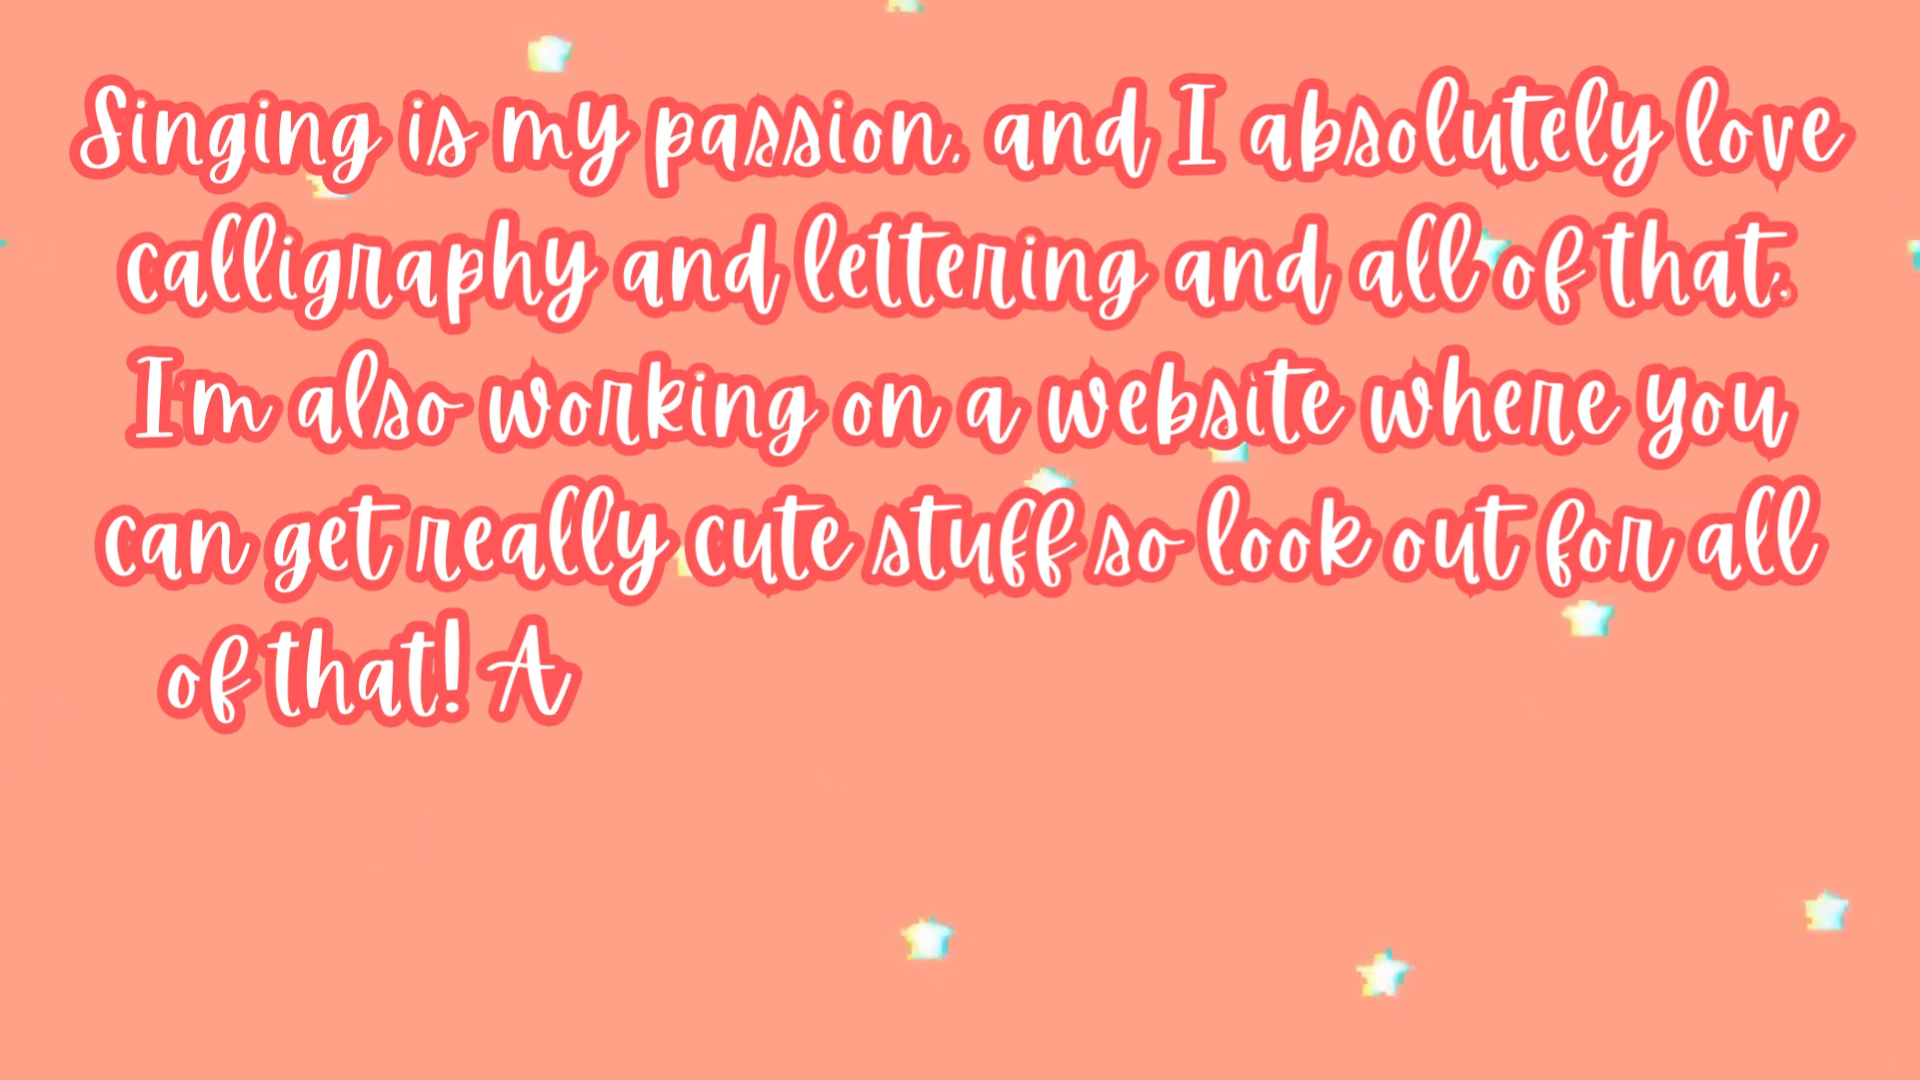 Singing is my passion, and I absolutely love
calligraphy and lettering and all of that.
I'm also working on a website where you
can get really cute stuff so look out for all
of that! A